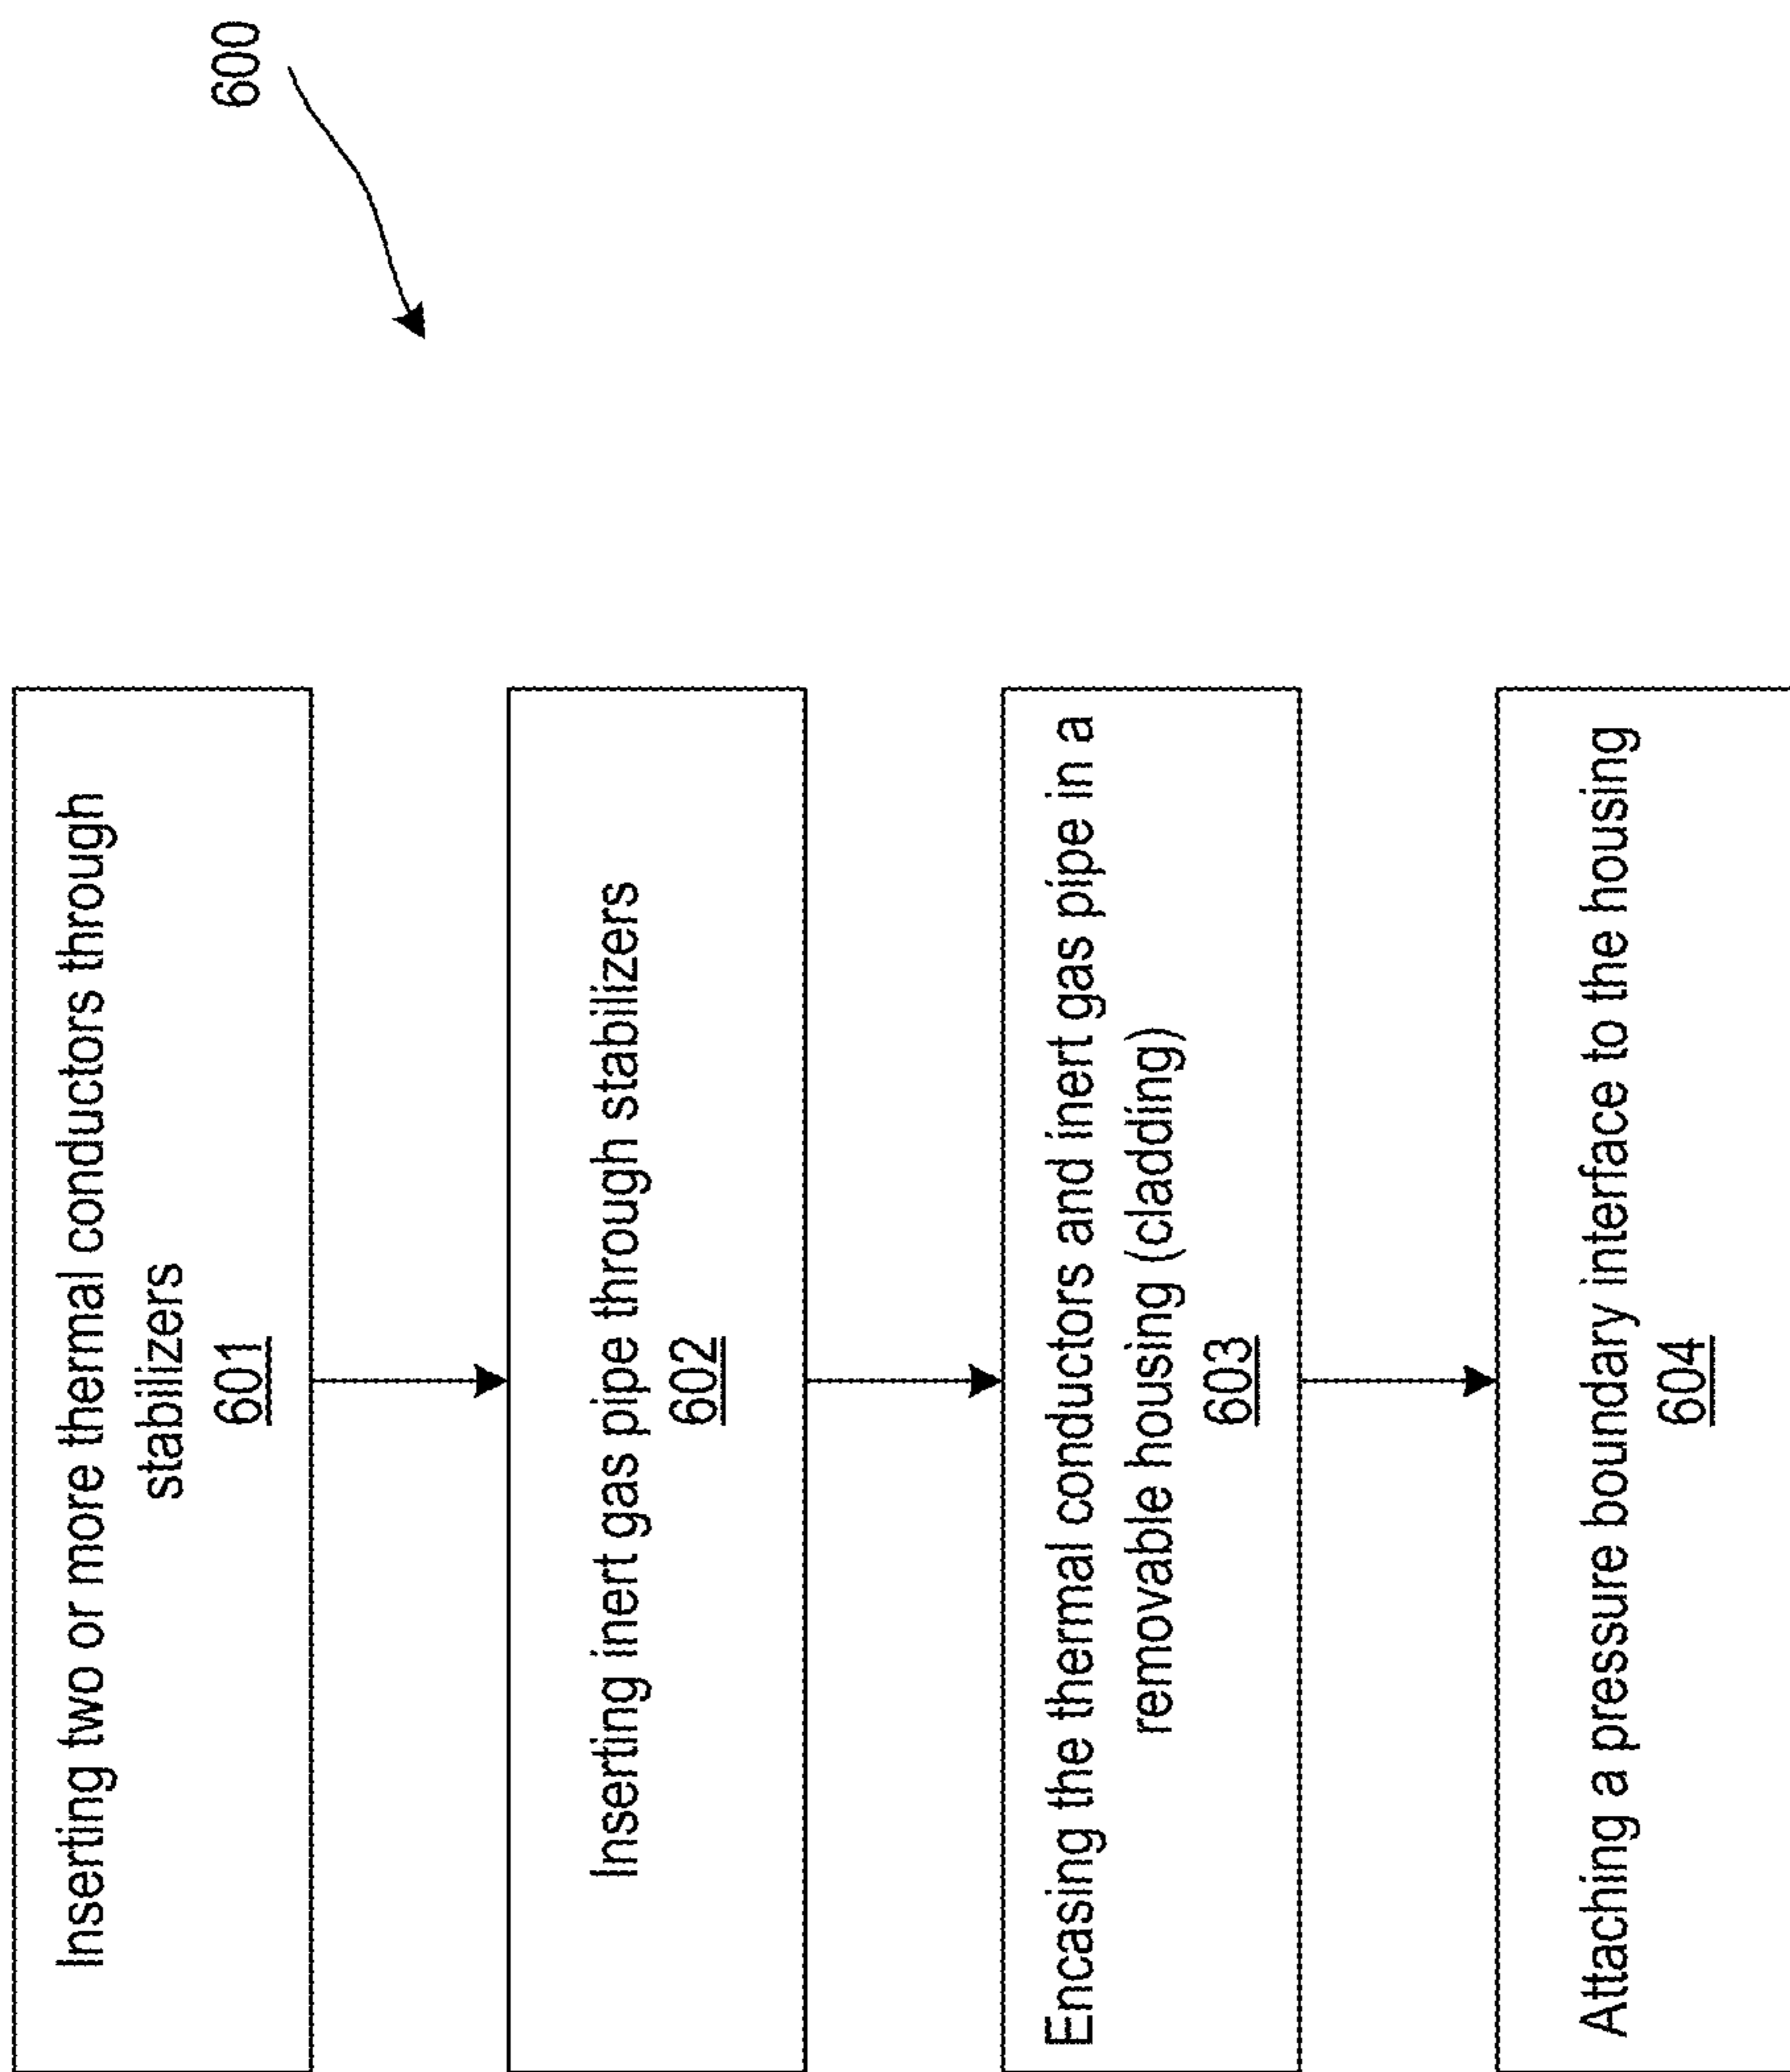 600
Inserting two or more thermal conductors through
stabilizers
601
Inserting inert gas pipe through stabilizers
602
Encasing the thermal conductors and inert gas pipe in a
removable housing (cladding)
603
Attaching a pressure boundary interface to the housing
604